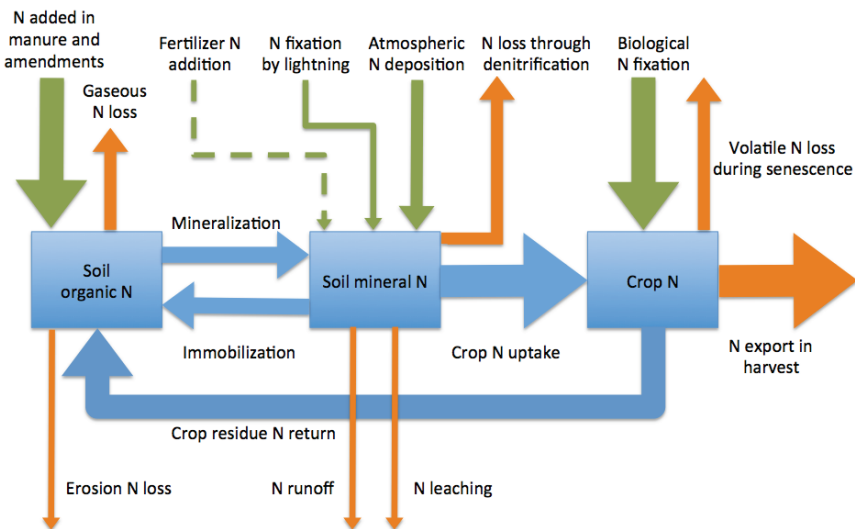 N added in
manure and
amendments
Gaseous
N loss
Fertilizer N
addition
N fixation
by lightning
Atmospheric
N deposition
N loss through
denitrification
Biological
N fixation
Volatile N loss
during senescence
Mineralization
Soil
organic N
Soil mineral N
Crop N
Immobilization
Crop N uptake
N export in
harvest
Crop residue N return
Erosion N loss
N runoff
N leaching